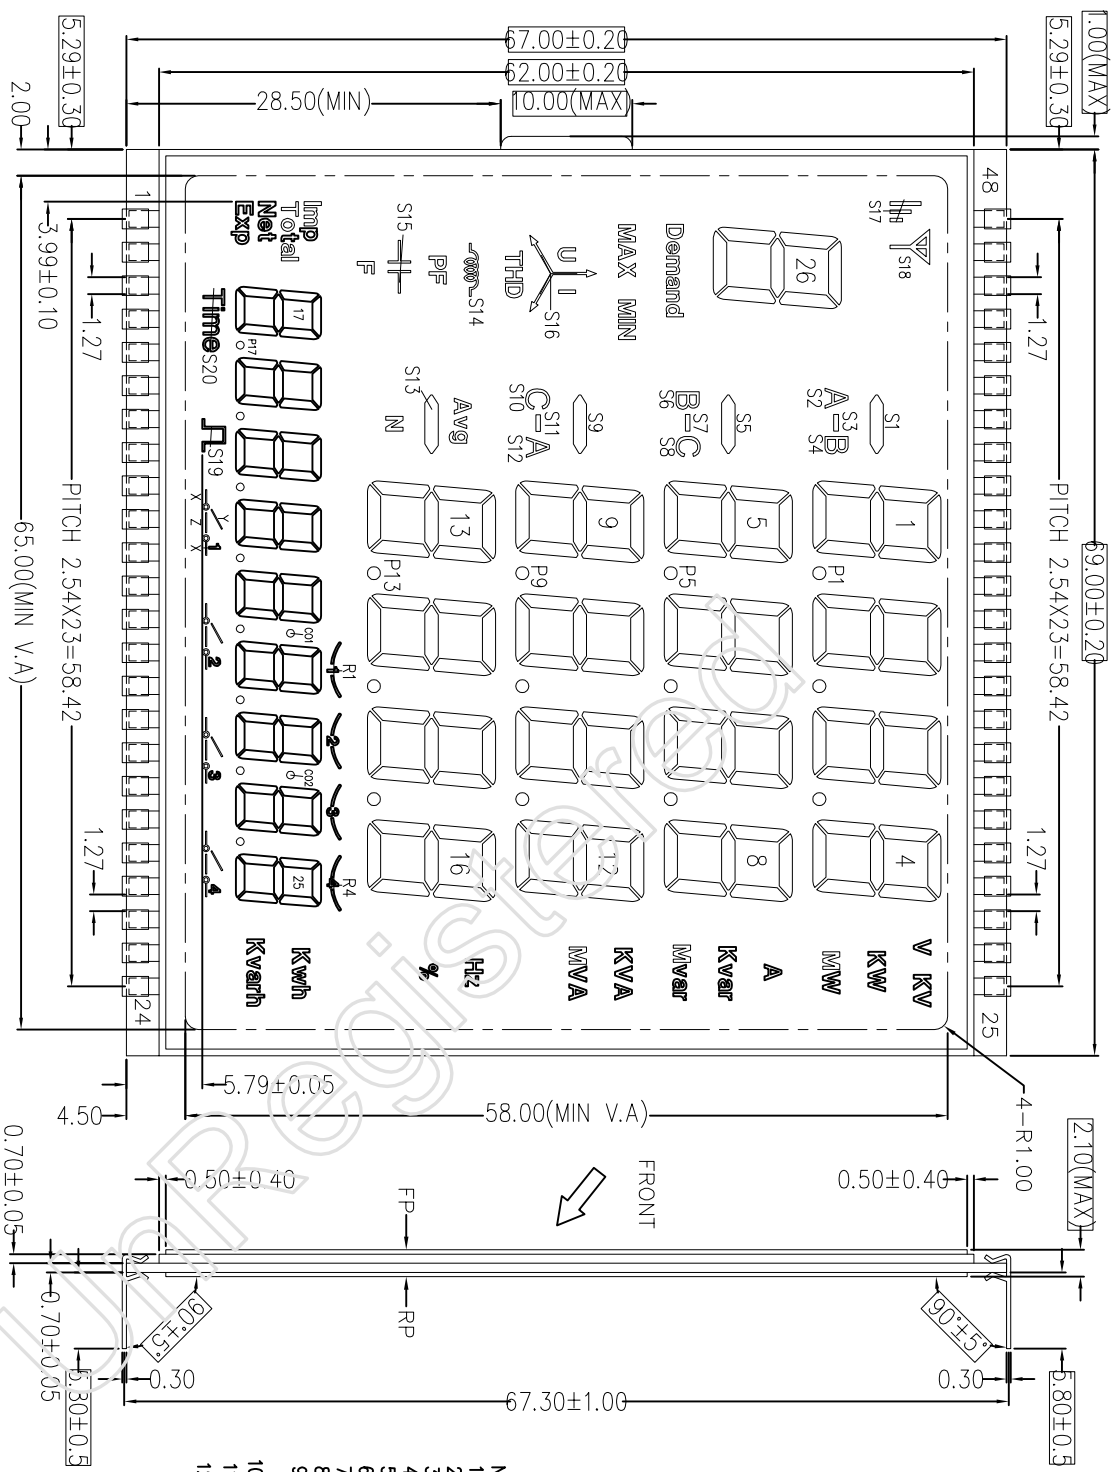 69.00±0.20
PITCH 2.54X23=58.42
1.00(MAX)
5.29±0.30
1.27
1.27
48
25
4-R1.00
2.10(MAX)
5.80±0.5
S17
S18
26
Demand
MAX MIN
U I
THD
S16
S14
PF
S15
F
Imp
Total
Net
Exp
S1
A-B
S2 S3 S4
1
P1
4
V KV
KW
MW
S5
B-C
S6 S7 S8
5
P5
8
A
Kvar
Mvar
S9
C-A
S10 S11 S12
9
P9
12
KVA
MVA
Avg
S13
N
13
P13
16
Hz
%
R1
1 2 3 4
R4
17
P17
CO1
CO2
25
Kwh
Kvarh
Time S20
S19
X Y Z X
1 2 3 4
67.00±0.20
62.00±0.20
10.00(MAX)
28.50(MIN)
5.29±0.30
2.00
3.99±0.10
1
24
1.27
1.27
PITCH 2.54X23=58.42
65.00(MIN V.A)
5.79±0.05
4.50
58.00(MIN V.A)
FRONT
0.50±0.40
0.50±0.40
FP
RP
90°±5°
90°±5°
0.30
0.30
67.30±1.00
0.70±0.05
0.70±0.05
5.80±0.5
UnRegistered